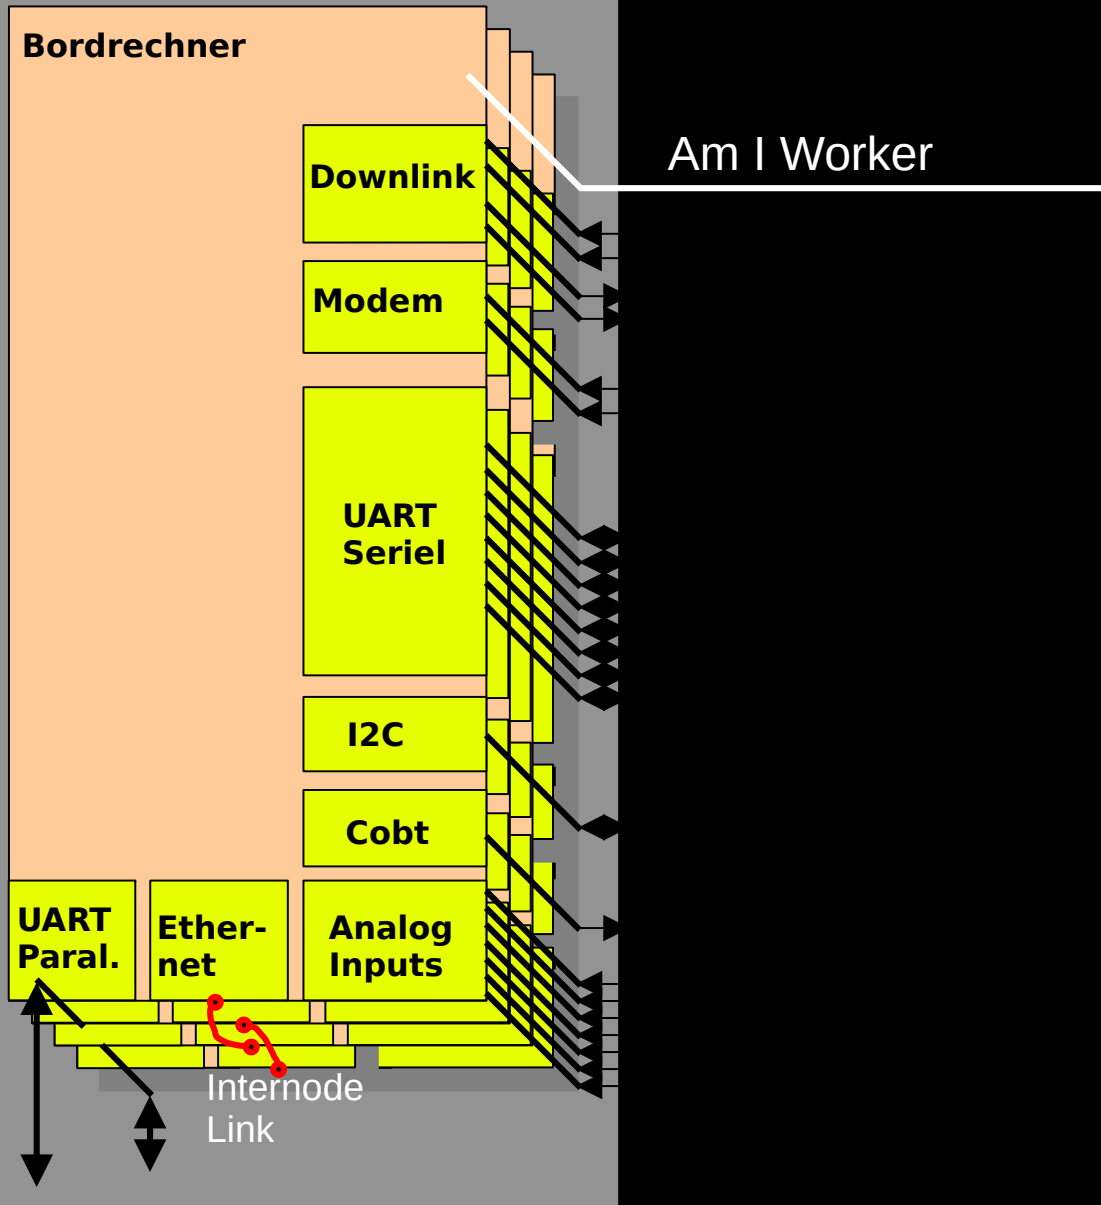 Bordrechner
Am I Worker
Downlink
Modem
UART
Seriel
I2C
Cobt
UART
Paral.
Ether-
net
Analog
Inputs
Internode
Link